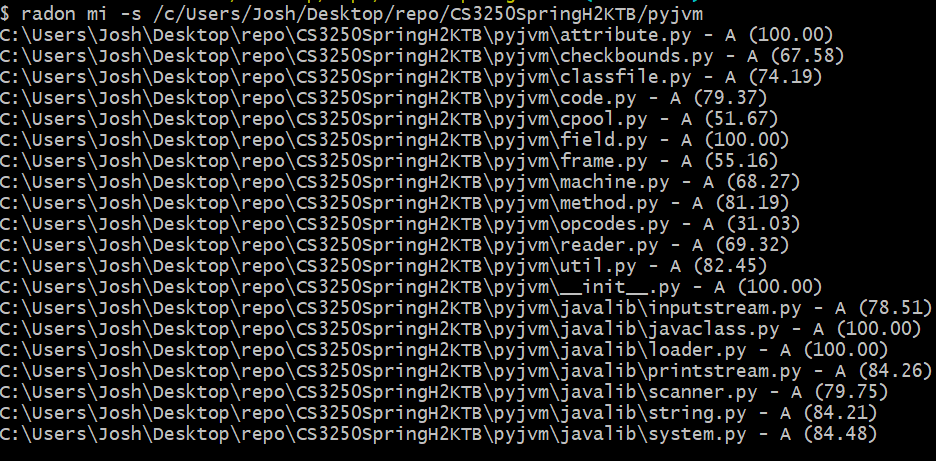 $ radon mi -s /c/Users/Josh/Desktop/repo/CS3250SpringH2KTB/pyjvm
C:\Users\Josh\Desktop\repo\CS3250SpringH2KTB\pyjvm\attribute.py - A (100.00)
C:\Users\Josh\Desktop\repo\CS3250SpringH2KTB\pyjvm\checkbounds.py - A (67.58)
C:\Users\Josh\Desktop\repo\CS3250SpringH2KTB\pyjvm\classfile.py - A (74.19)
C:\Users\Josh\Desktop\repo\CS3250SpringH2KTB\pyjvm\code.py - A (79.37)
C:\Users\Josh\Desktop\repo\CS3250SpringH2KTB\pyjvm\cpool.py - A (51.67)
C:\Users\Josh\Desktop\repo\CS3250SpringH2KTB\pyjvm\field.py - A (100.00)
C:\Users\Josh\Desktop\repo\CS3250SpringH2KTB\pyjvm\frame.py - A (55.16)
C:\Users\Josh\Desktop\repo\CS3250SpringH2KTB\pyjvm\machine.py - A (68.27)
C:\Users\Josh\Desktop\repo\CS3250SpringH2KTB\pyjvm\method.py - A (81.19)
C:\Users\Josh\Desktop\repo\CS3250SpringH2KTB\pyjvm\opcodes.py - A (31.03)
C:\Users\Josh\Desktop\repo\CS3250SpringH2KTB\pyjvm\reader.py - A (69.32)
C:\Users\Josh\Desktop\repo\CS3250SpringH2KTB\pyjvm\util.py - A (82.45)
C:\Users\Josh\Desktop\repo\CS3250SpringH2KTB\pyjvm\__init__.py - A (100.00)
C:\Users\Josh\Desktop\repo\CS3250SpringH2KTB\pyjvm\javalib\inputstream.py - A (78.51)
C:\Users\Josh\Desktop\repo\CS3250SpringH2KTB\pyjvm\javalib\javaclass.py - A (100.00)
C:\Users\Josh\Desktop\repo\CS3250SpringH2KTB\pyjvm\javalib\loader.py - A (100.00)
C:\Users\Josh\Desktop\repo\CS3250SpringH2KTB\pyjvm\javalib\printstream.py - A (84.26)
C:\Users\Josh\Desktop\repo\CS3250SpringH2KTB\pyjvm\javalib\scanner.py - A (79.75)
C:\Users\Josh\Desktop\repo\CS3250SpringH2KTB\pyjvm\javalib\string.py - A (84.21)
C:\Users\Josh\Desktop\repo\CS3250SpringH2KTB\pyjvm\javalib\system.py - A (84.48)